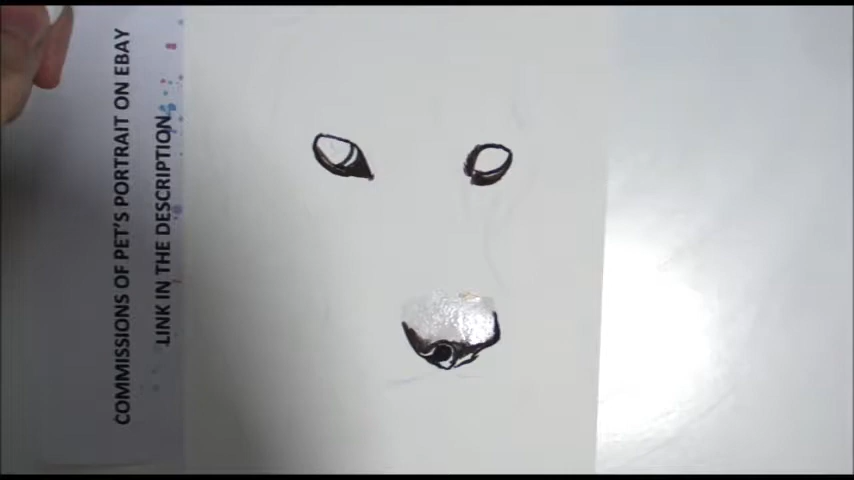 COMMISSIONS OF PET'S PORTRAIT ON EBAY
LINK IN THE DESCRIPTION